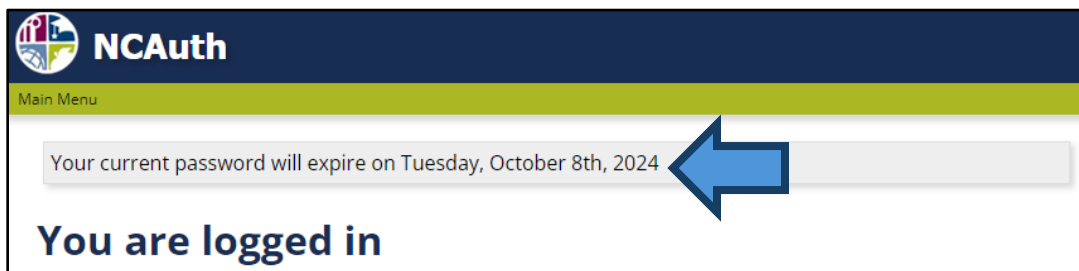 NCAuth
Main Menu
Your current password will expire on Tuesday, October 8th, 2024
You are logged in